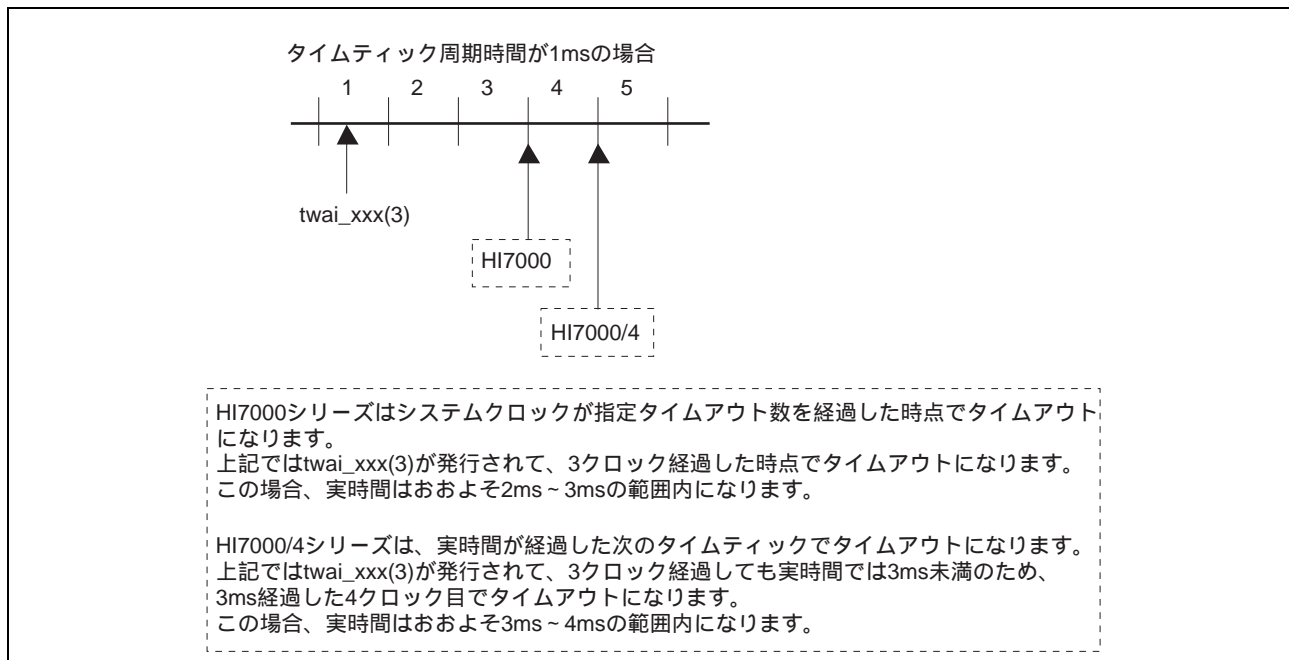 タイムティック周期時間が1msの場合
1 2 3 4 5
twai_xxx(3)
HI7000
HI7000/4
HI7000シリーズはシステムクロックが指定タイムアウト数を経過した時点でタイムアウト
になります。
上記ではtwai_xxx(3)が発行されて、3クロック経過した時点でタイムアウトになります。
この場合、実時間はおおよそ2ms~3msの範囲内になります。
HI7000/4シリーズは、実時間が経過した次のタイムティックでタイムアウトになります。
上記ではtwai_xxx(3)が発行されて、3クロック経過しても実時間では3ms未満のため、
3ms経過した4クロック目でタイムアウトになります。
この場合、実時間はおおよそ3ms~4msの範囲内になります。